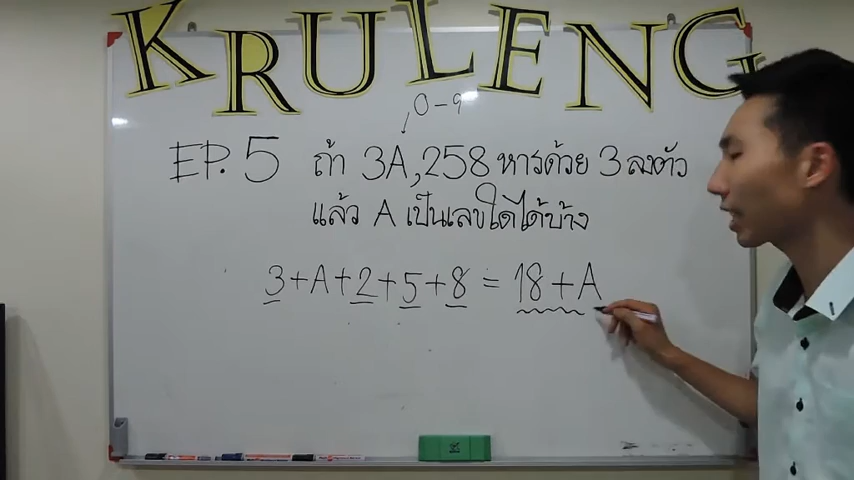 KRULENG
0-9
EP. 5 ถ้า 3A,258 หารด้วย 3 ลงตัว
แล้ว A เป็นเลขใดได้บ้าง
3+A+2+5+8 = 18+A